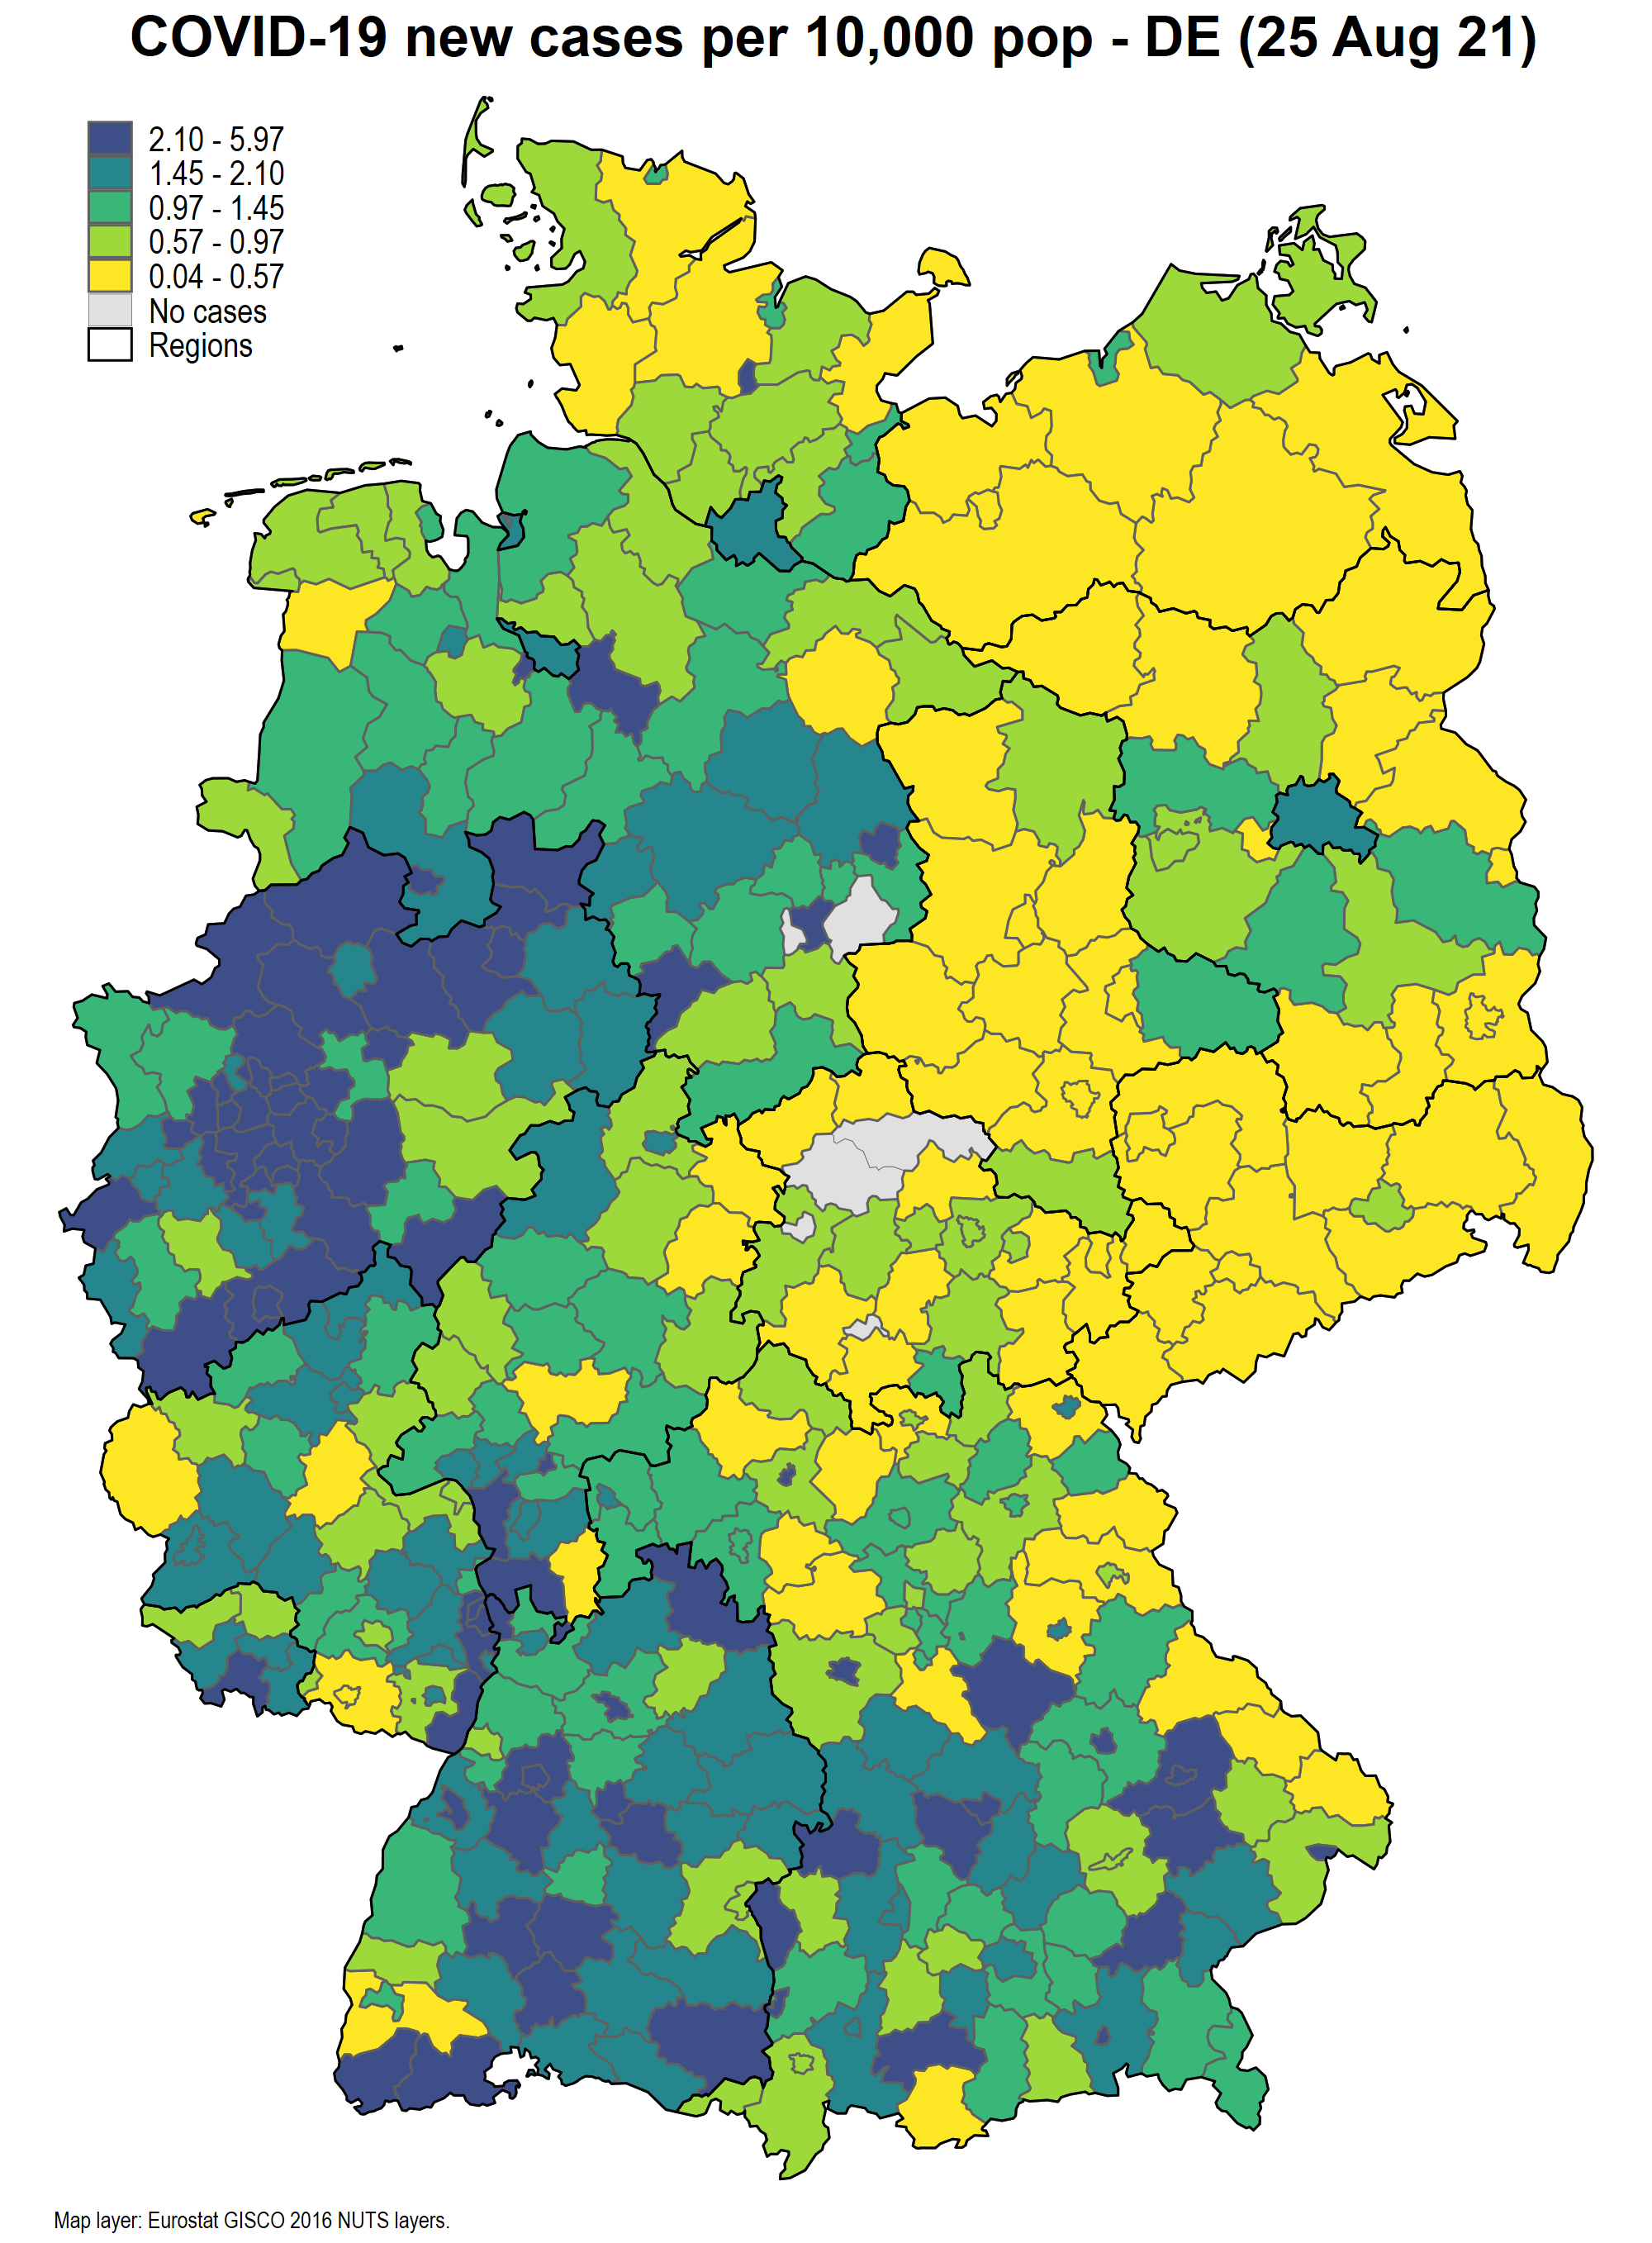 COVID-19 new cases per 10,000 pop - DE (25 Aug 21)
2.10 - 5.97
1.45 - 2.10
0.97 - 1.45
0.57 - 0.97
0.04 - 0.57
No cases
Regions
Map layer: Eurostat GISCO 2016 NUTS layers.